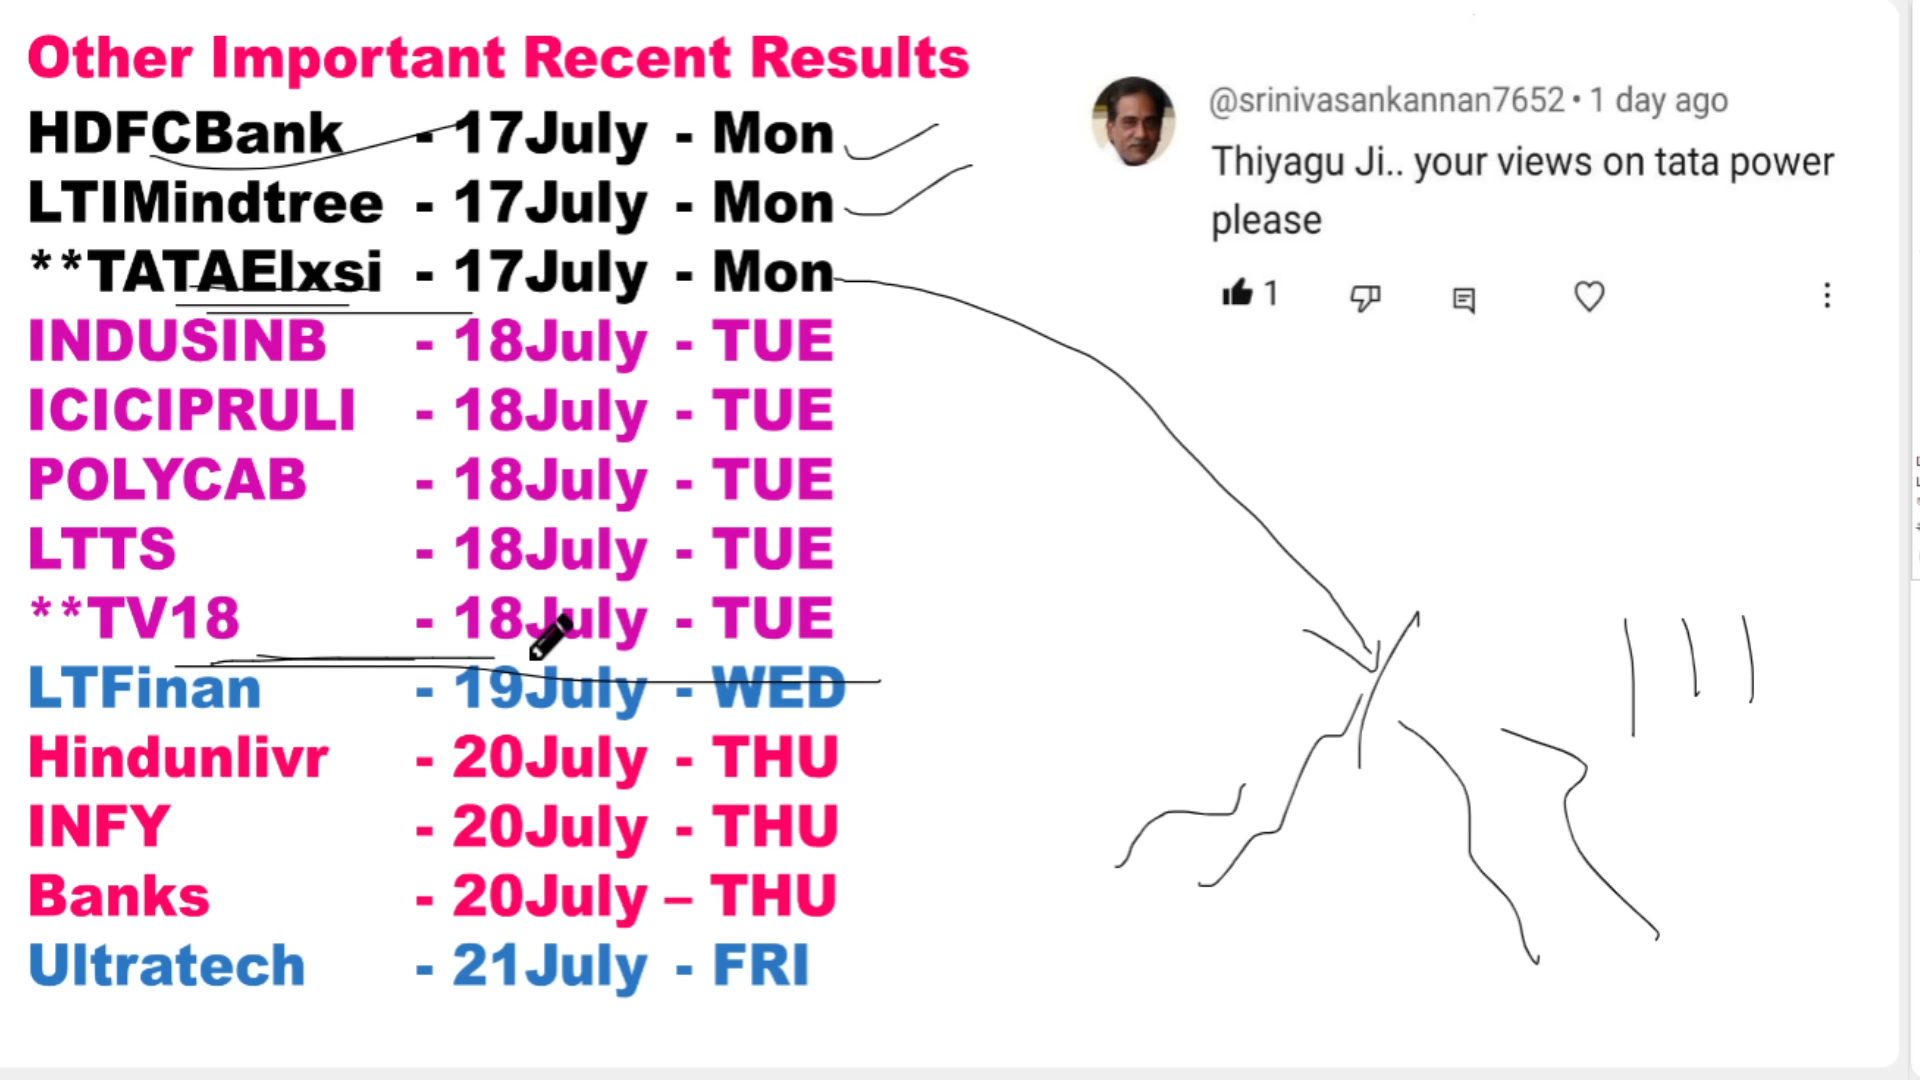 Other Important Recent Results
HDFCBank - 17July - Mon
LTIMindtree - 17July - Mon
**TATAElxsi - 17July - Mon
INDUSINB - 18July - TUE
ICICIPRULI - 18July - TUE
POLYCAB - 18July - TUE
LTTS - 18July - TUE
**TV18 - 18July - TUE
LTFinan - 19July - WED
Hindunlivr - 20July - THU
INFY - 20July - THU
Banks - 20July – THU
Ultratech - 21July - FRI
@srinivasankannan7652 • 1 day ago
Thiyagu Ji.. your views on tata power
please
1